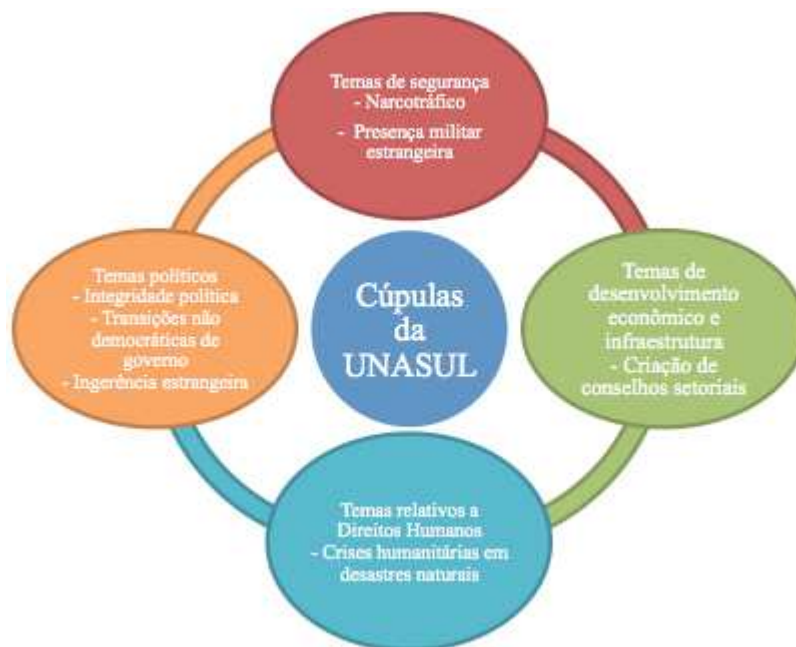 Temas de segurança
- Narcotráfico
- Presença militar
estrangeira
Temas políticos
- Integridade política
- Transições não
democráticas de
governo
- Ingerência estrangeira
Cúpulas
da
UNASUL
Temas de
desenvolvimento
econômico e
infraestrutura
- Criação de
conselhos setoriais
Temas relativos a
Direitos Humanos
- Crises humanitárias em
desastres naturais